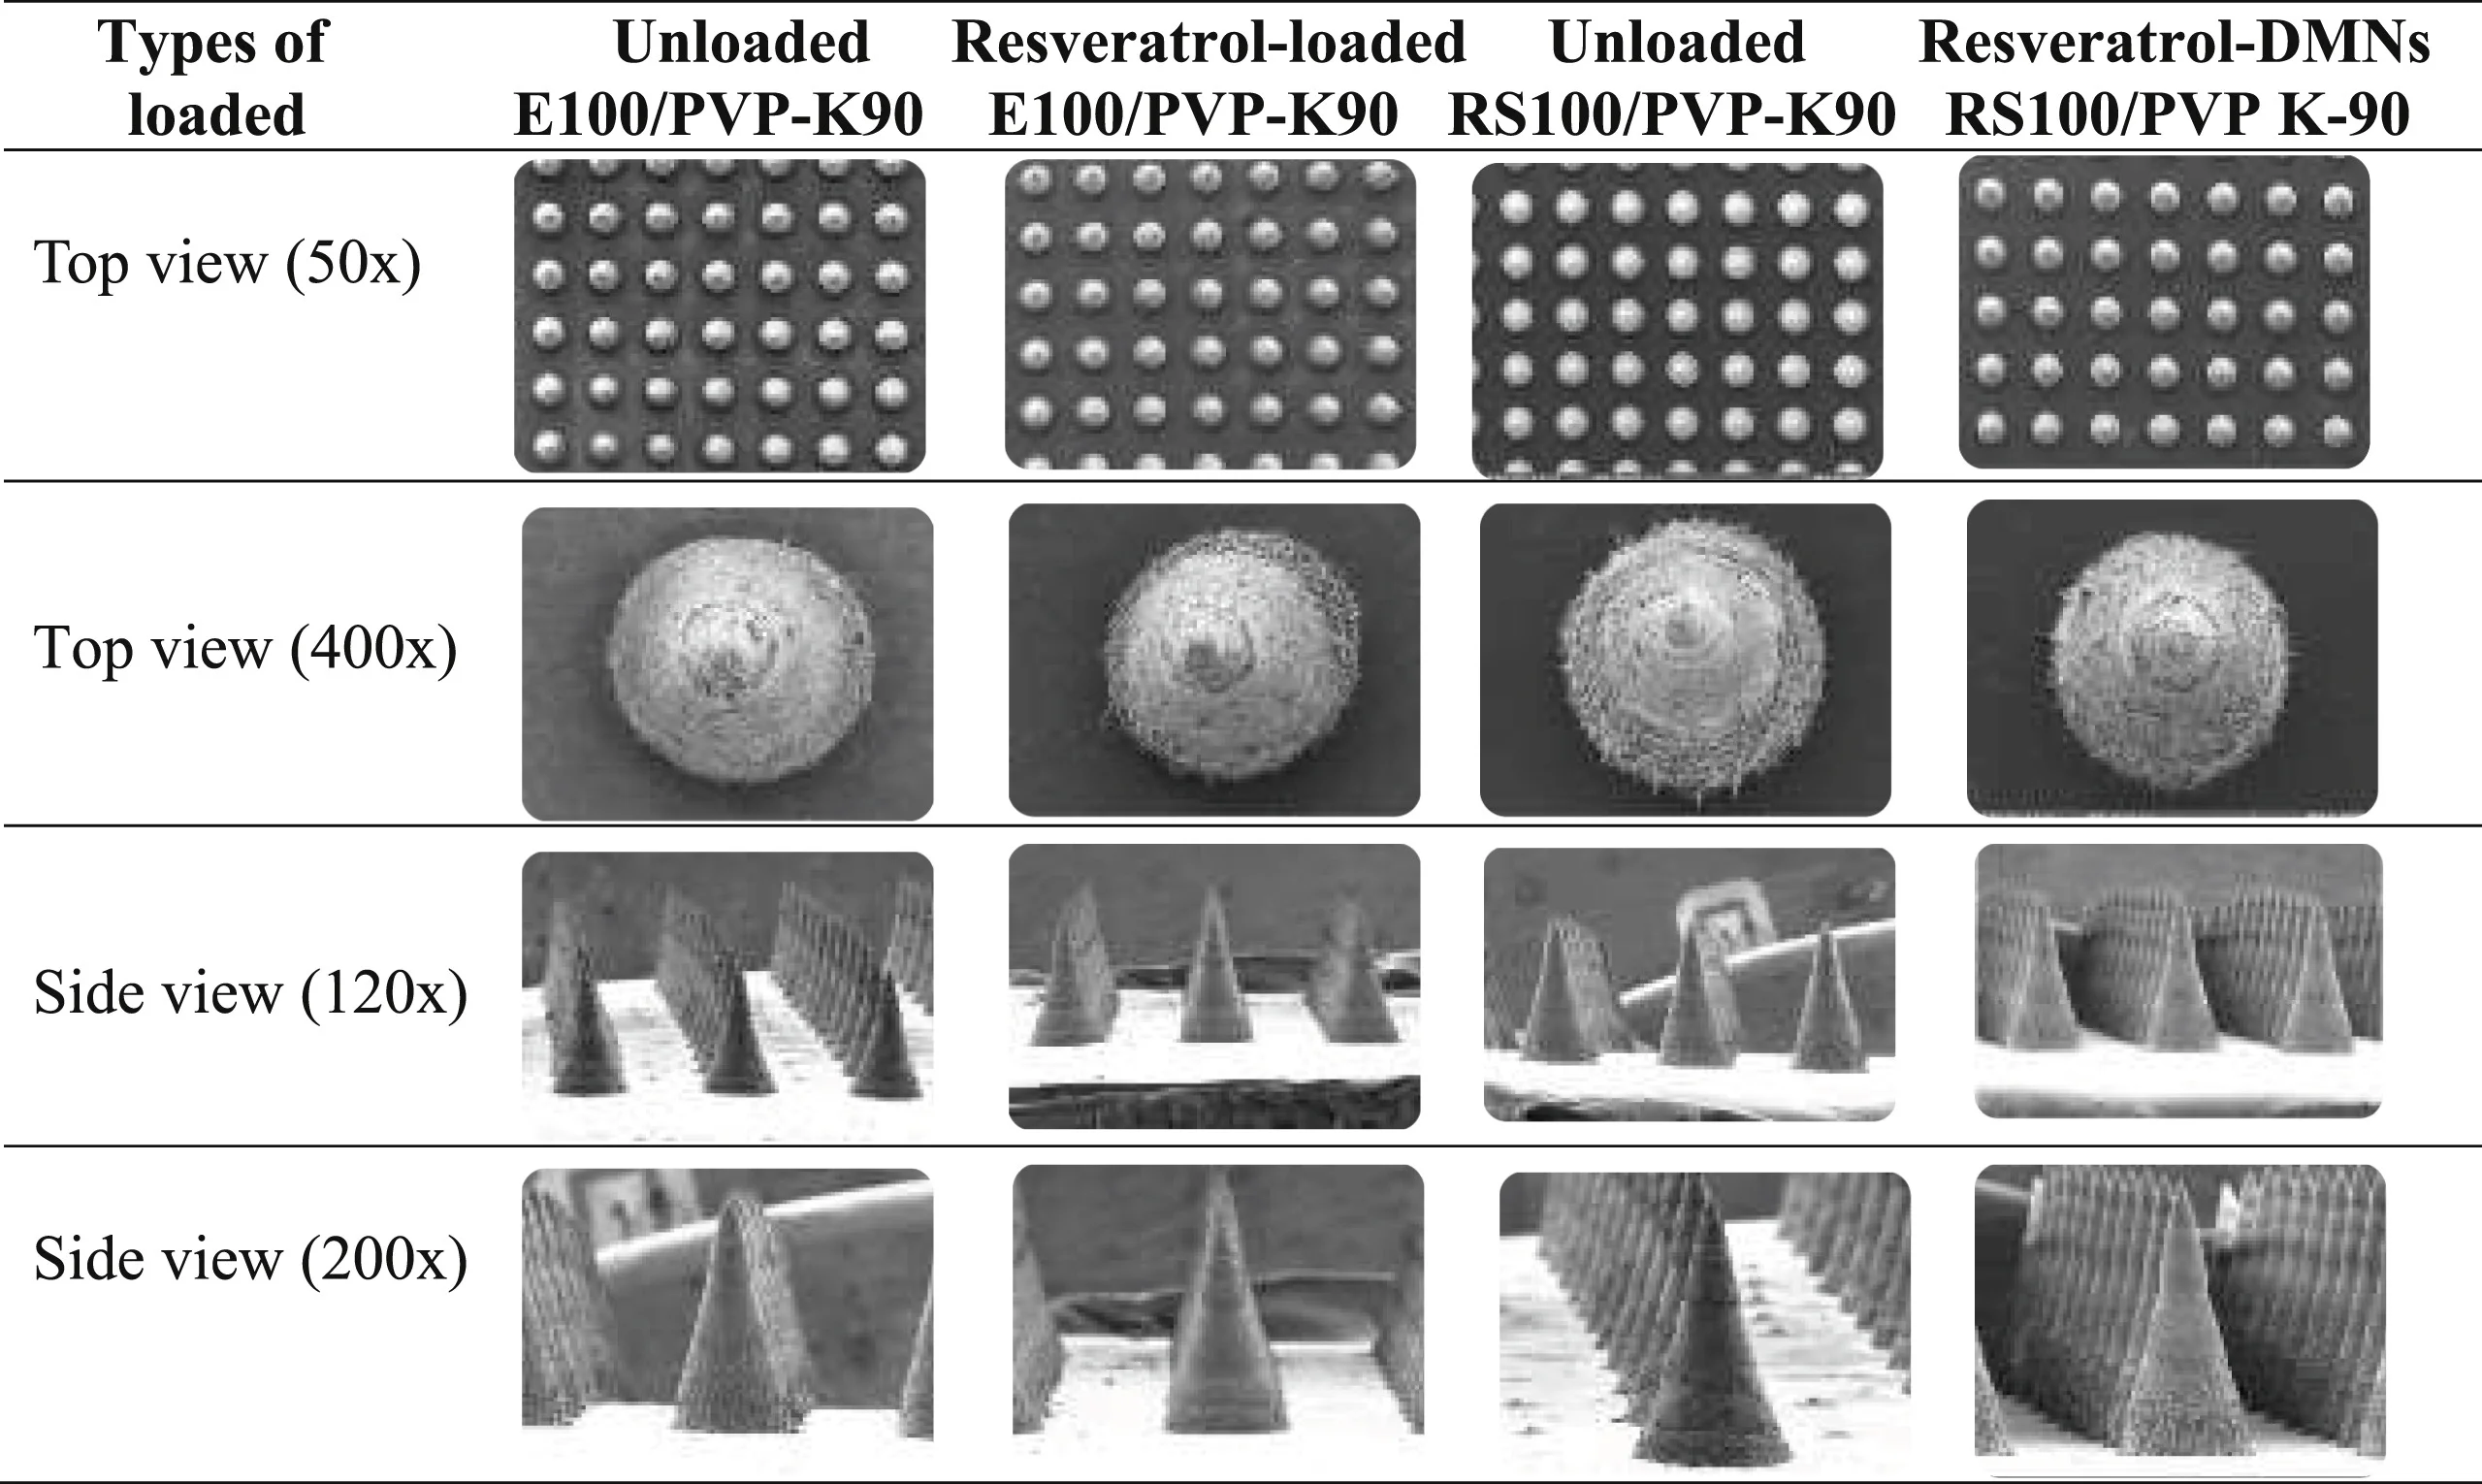 Types of loaded
Unloaded E100/PVP-K90
Resveratrol-loaded E100/PVP-K90
Unloaded RS100/PVP-K90
Resveratrol-DMNs RS100/PVP K-90
Top view (50x)
Top view (400x)
Side view (120x)
Side view (200x)